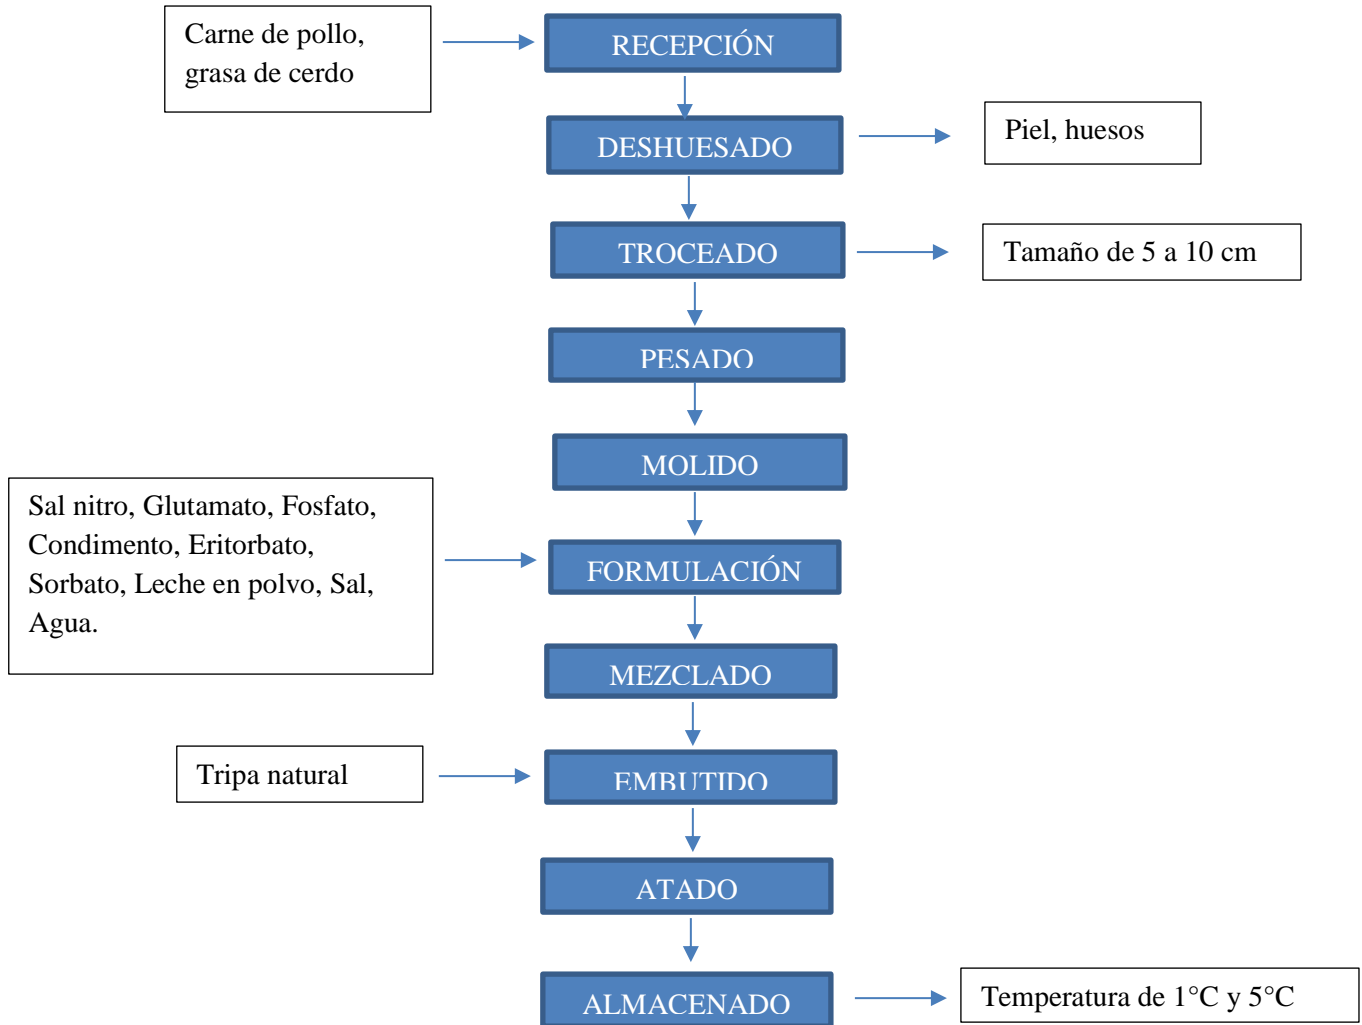 Carne de pollo,
grasa de cerdo
RECEPCIÓN
DESHUESADO
Piel, huesos
TROCEADO
Tamaño de 5 a 10 cm
PESADO
MOLIDO
Sal nitro, Glutamato, Fosfato,
Condimento, Eritorbato,
Sorbato, Leche en polvo, Sal,
Agua.
FORMULACIÓN
MEZCLADO
Tripa natural
EMBUTIDO
ATADO
ALMACENADO
Temperatura de 1°C y 5°C